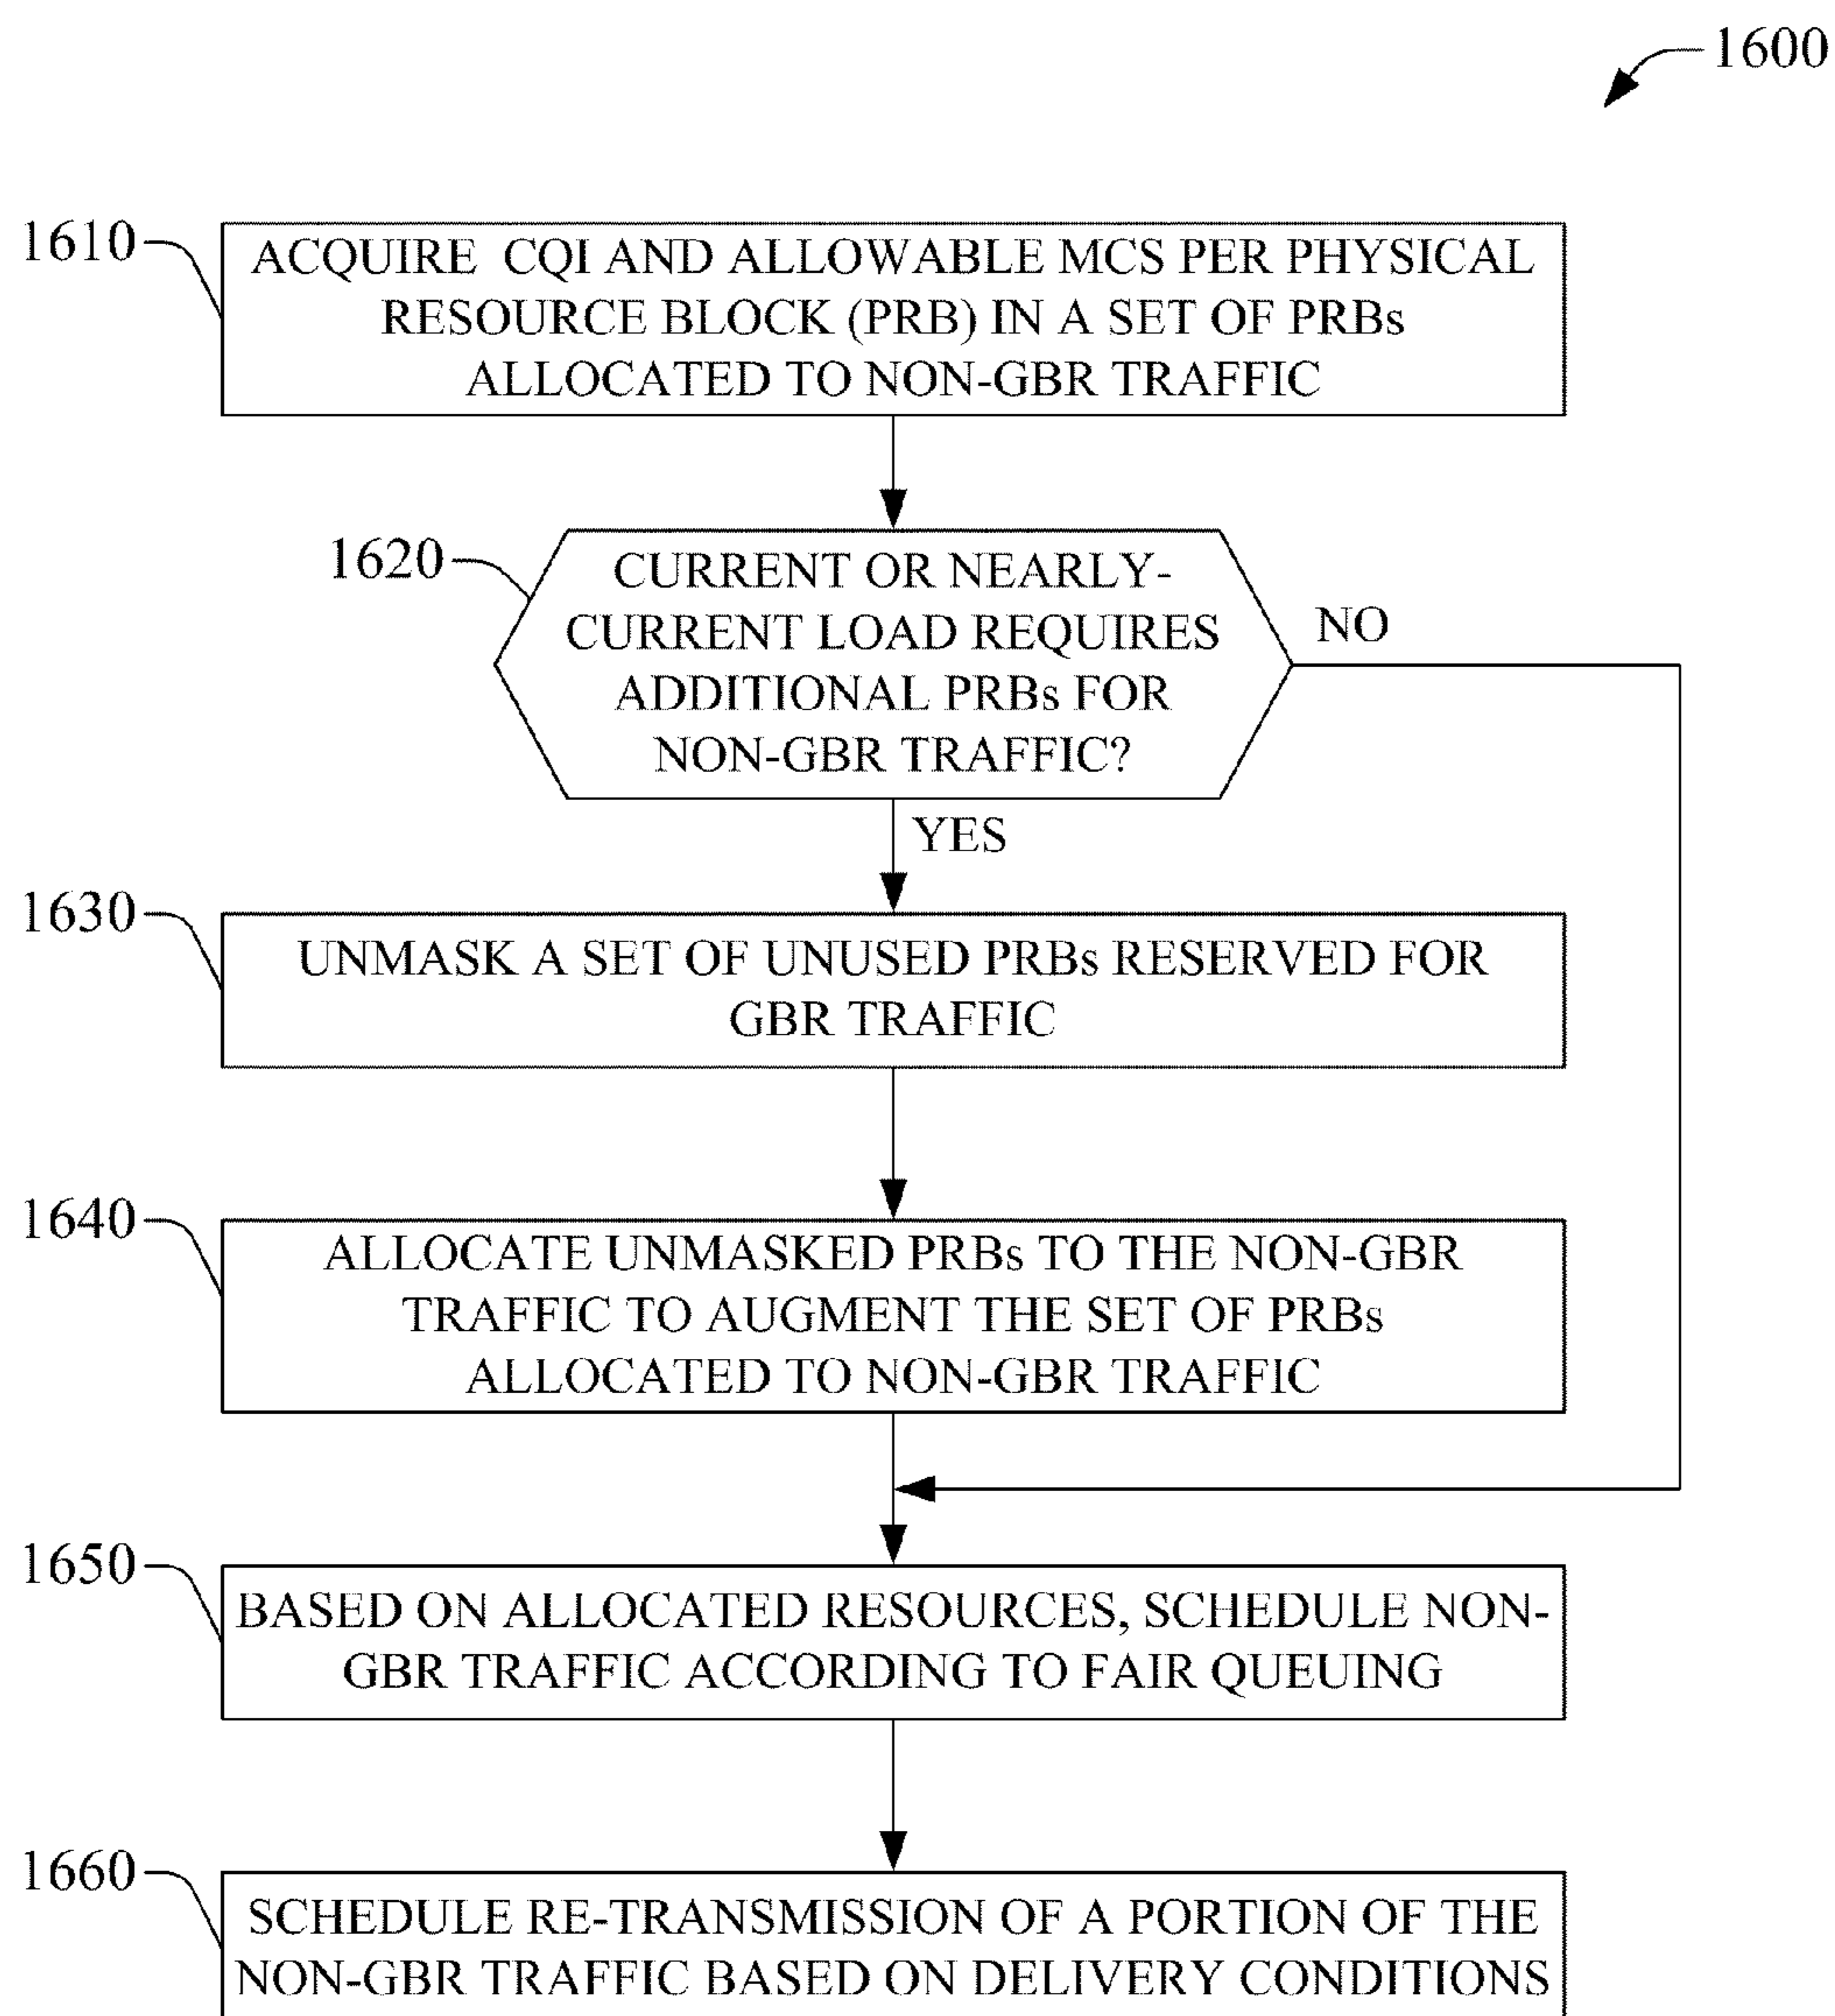 1600
1610
ACQUIRE CQI AND ALLOWABLE MCS PER PHYSICAL
RESOURCE BLOCK (PRB) IN A SET OF PRBs
ALLOCATED TO NON-GBR TRAFFIC
1620
CURRENT OR NEARLY-
CURRENT LOAD REQUIRES
ADDITIONAL PRBs FOR
NON-GBR TRAFFIC?
NO
YES
1630
UNMASK A SET OF UNUSED PRBs RESERVED FOR
GBR TRAFFIC
1640
ALLOCATE UNMASKED PRBs TO THE NON-GBR
TRAFFIC TO AUGMENT THE SET OF PRBs
ALLOCATED TO NON-GBR TRAFFIC
1650
BASED ON ALLOCATED RESOURCES, SCHEDULE NON-
GBR TRAFFIC ACCORDING TO FAIR QUEUING
1660
SCHEDULE RE-TRANSMISSION OF A PORTION OF THE
NON-GBR TRAFFIC BASED ON DELIVERY CONDITIONS